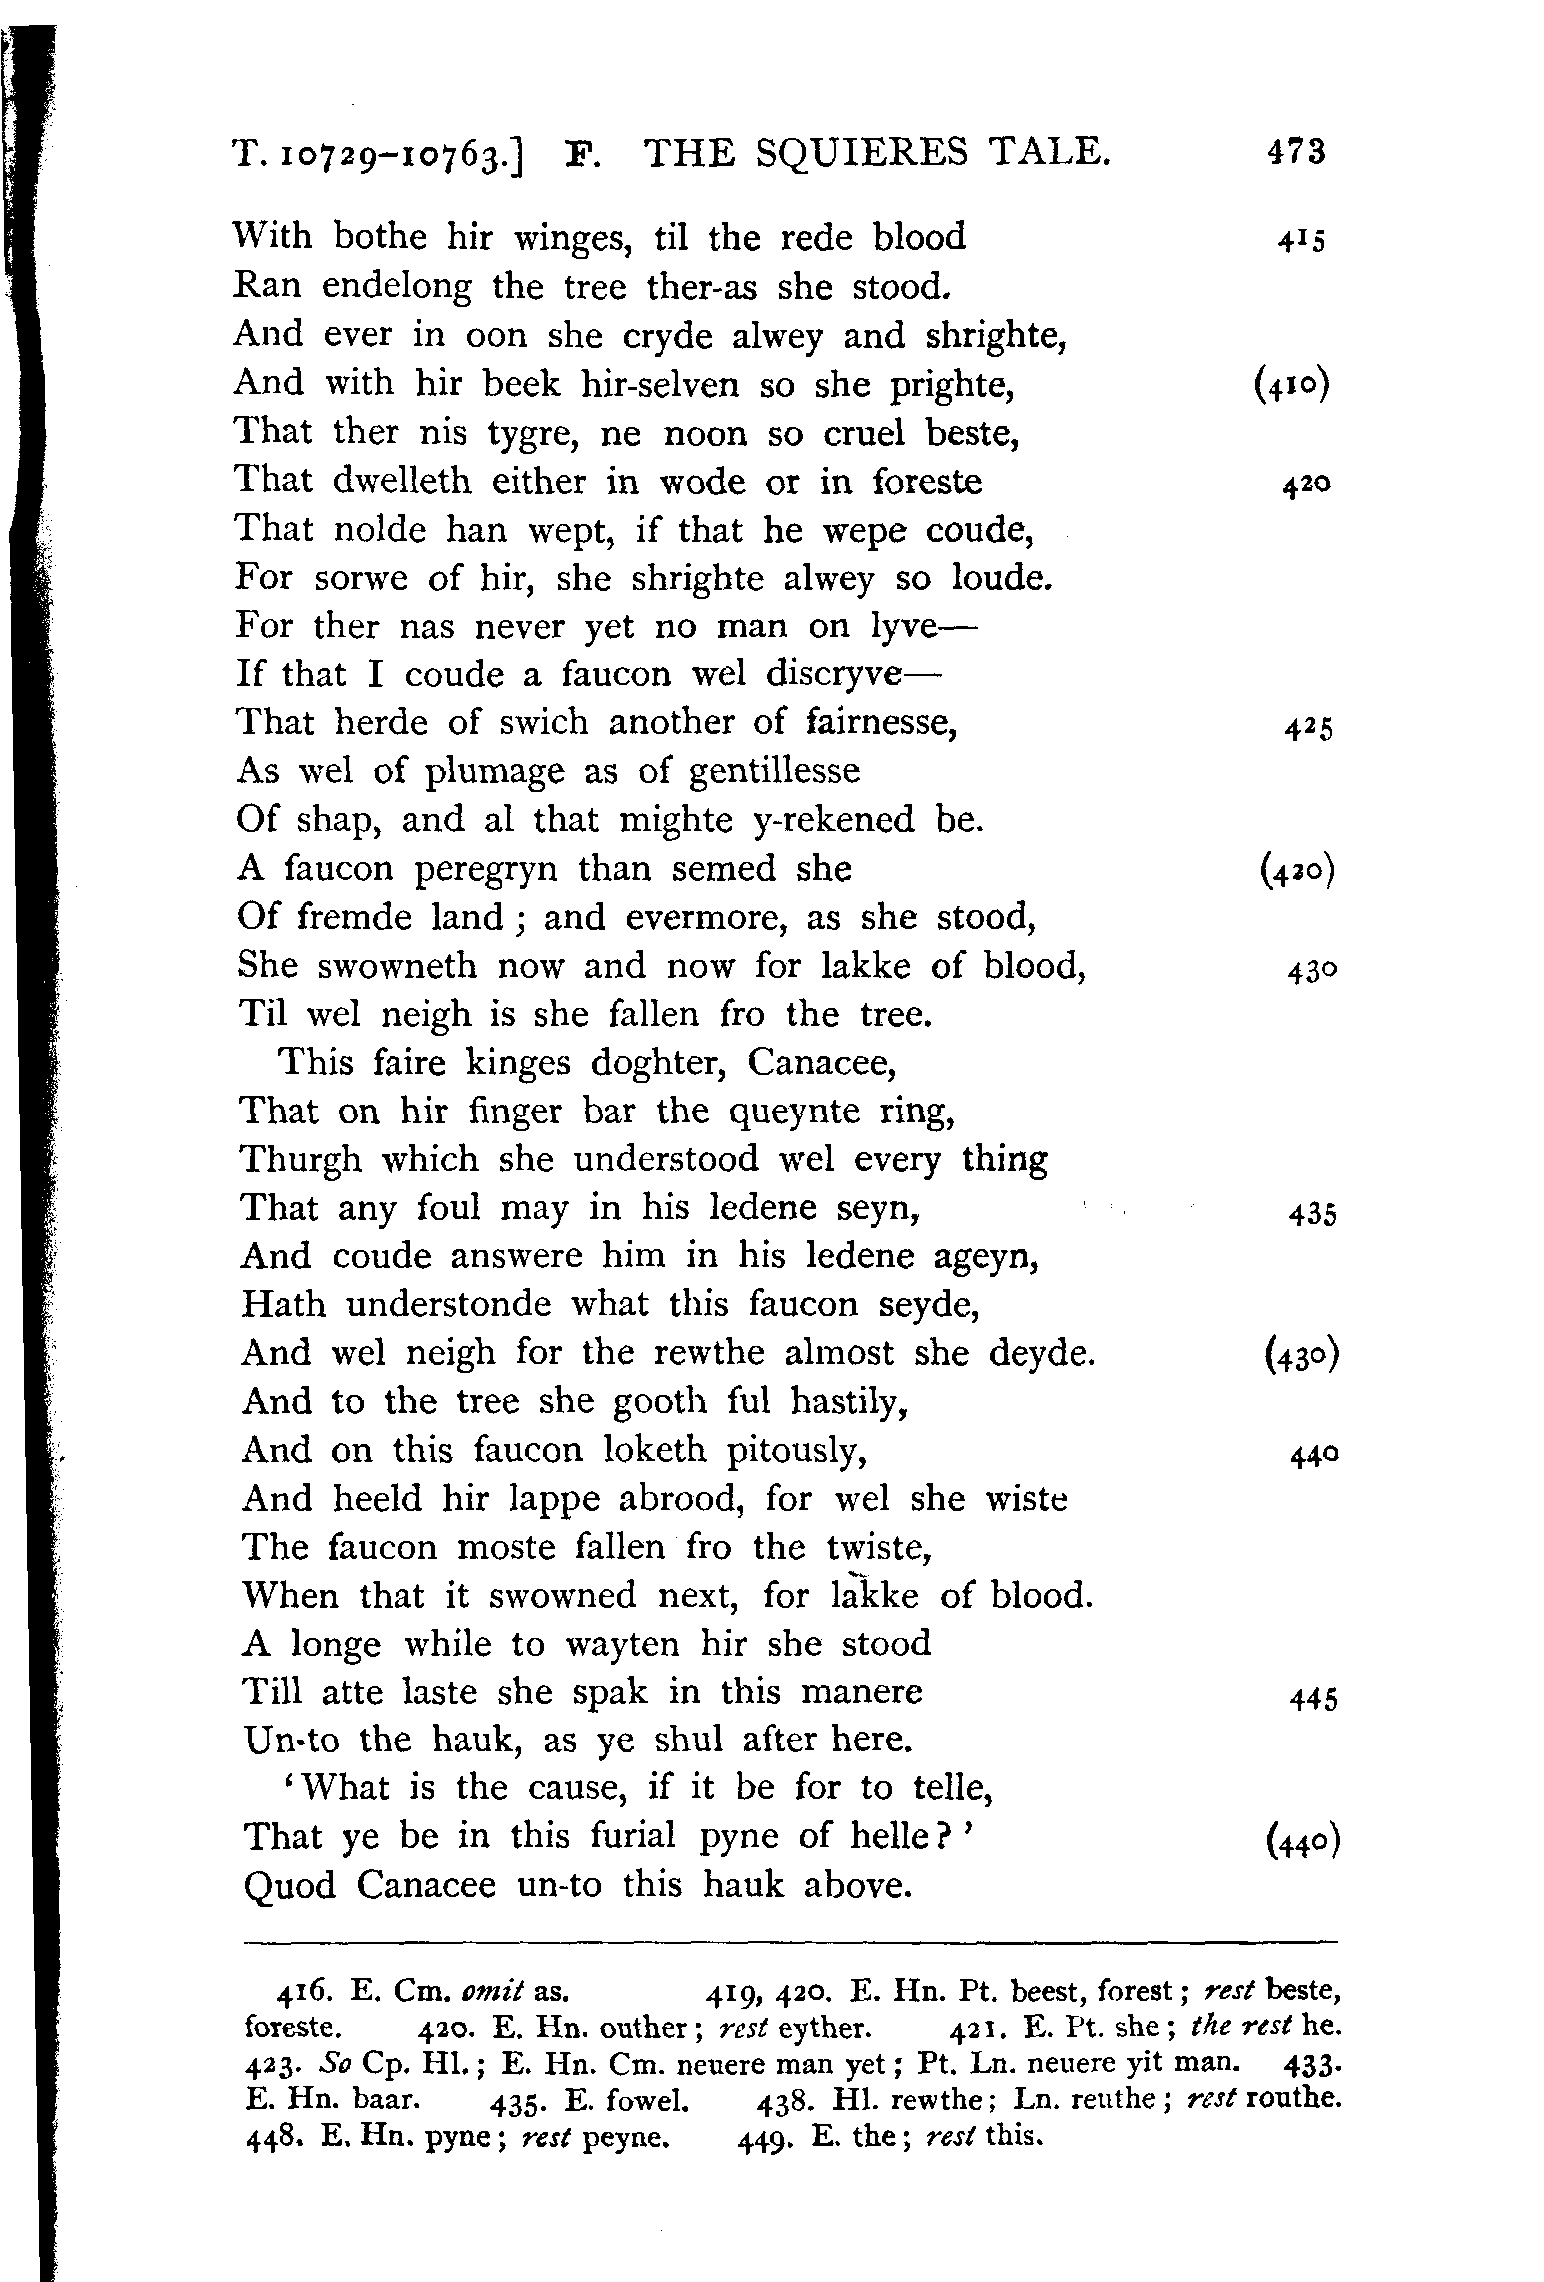 T. 10729-10763.] F. THE SQUIERES TALE. 473
With bothe hir winges, til the rede blood 415
Ran endelong the tree ther-as she stood.
And ever in oon she cryde alwey and shrighte,
And with hir beek hir-selven so she prighte, (410)
That ther nis tygre, ne noon so cruel beste,
That dwelleth either in wode or in foreste 420
That nolde han wept, if that he wepe coude,
For sorwe of hir, she shrighte alwey so loude.
For ther nas never yet no man on lyve—
If that I coude a faucon wel discryve—
That herde of swich another of fairnesse, 425
As wel of plumage as of gentillesse
Of shap, and al that mighte y-rekened be.
A faucon peregryn than semed she (420)
Of fremde land ; and evermore, as she stood,
She swowneth now and now for lakke of blood, 430
Til wel neigh is she fallen fro the tree.
This faire kinges doghter, Canacee,
That on hir finger bar the queynte ring,
Thurgh which she understood wel every thing
That any foul may in his ledene seyn, 435
And coude answere him in his ledene ageyn,
Hath understonde what this faucon seyde,
And wel neigh for the rewthe almost she deyde. (430)
And to the tree she gooth ful hastily,
And on this faucon loketh pitously, 440
And heeld hir lappe abrood, for wel she wiste
The faucon moste fallen fro the twiste,
When that it swowned next, for lakke of blood.
A longe while to wayten hir she stood
Till atte laste she spak in this manere 445
Un-to the hauk, as ye shul after here.
‘What is the cause, if it be for to telle,
That ye be in this furial pyne of helle?’ (440)
Quod Canacee un-to this hauk above.
416. E. Cm. omit as. 419, 420. E. Hn. Pt. beest, forest ; rest beste,
foreste. 420. E. Hn. outher ; rest eyther. 421. E. Pt. she ; the rest he.
423. So Cp. Hl. ; E. Hn. Cm. neuere man yet ; Pt. Ln. neuere yit man. 433.
E. Hn. baar. 435. E. fowel. 438. Hl. rewthe ; Ln. reuthe ; rest routhe.
448. E. Hn. pyne ; rest peyne. 449. E. the ; rest this.